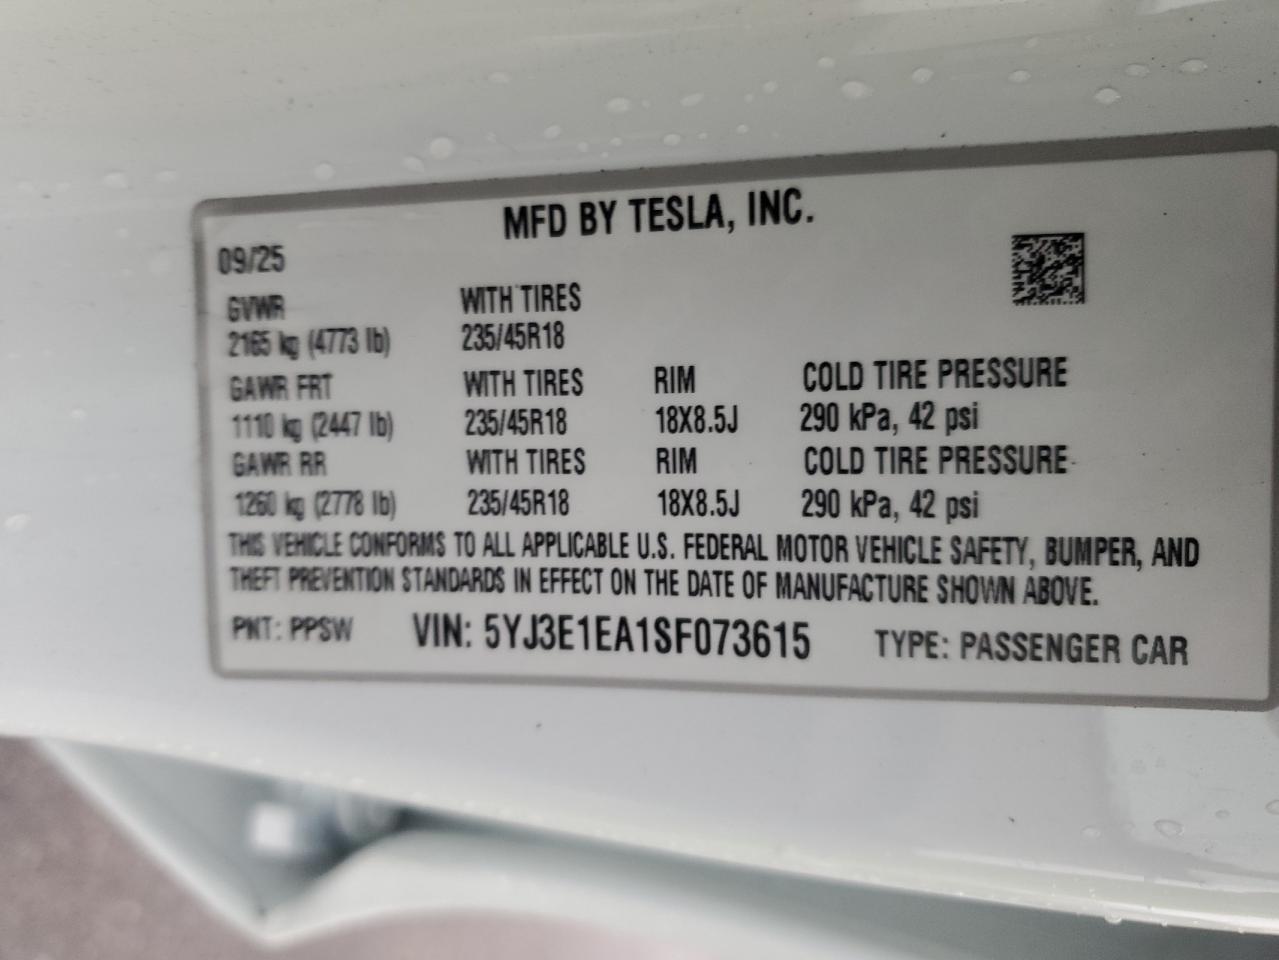 MFD BY TESLA, INC.
09/25
GVWR WITH TIRES
2165 kg (4773 lb) 235/45R18
GAWR FRT WITH TIRES RIM COLD TIRE PRESSURE
1110 kg (2447 lb) 235/45R18 18X8.5J 290 kPa, 42 psi
GAWR RR WITH TIRES RIM COLD TIRE PRESSURE
1260 kg (2778 lb) 235/45R18 18X8.5J 290 kPa, 42 psi
THIS VEHICLE CONFORMS TO ALL APPLICABLE U.S. FEDERAL MOTOR VEHICLE SAFETY, BUMPER, AND
THEFT PREVENTION STANDARDS IN EFFECT ON THE DATE OF MANUFACTURE SHOWN ABOVE.
PNT: PPSW VIN: 5YJ3E1EA1SF073615 TYPE: PASSENGER CAR